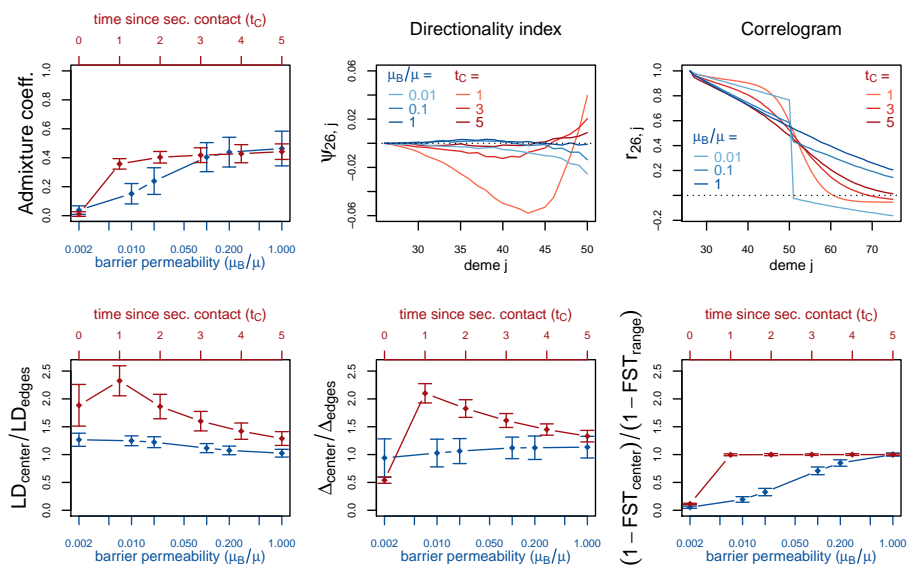 time since sec. contact (tC)
0 1 2 3 4 5
Admixture coeff.
0.0 0.2 0.4 0.6 0.8 1.0
0.002 0.010 0.050 0.200 1.000
barrier permeability (μB/μ)
Directionality index
ψ26, j
0.06
0.02
-0.02
-0.06
μB/μ =
0.01
0.1
1
tC =
1
3
5
30 35 40 45 50
deme j
Correlogram
r26, j
1.0
0.8
0.6
0.4
0.2
-0.2
tC =
1
3
5
μB/μ =
0.01
0.1
1
30 40 50 60 70
deme j
time since sec. contact (tC)
0 1 2 3 4 5
LDcenter/LDedges
0.0 0.5 1.0 1.5 2.0 2.5
0.002 0.010 0.050 0.200 1.000
barrier permeability (μB/μ)
time since sec. contact (tC)
0 1 2 3 4 5
Δcenter/Δedges
0.0 0.5 1.0 1.5 2.0 2.5
0.002 0.010 0.050 0.200 1.000
barrier permeability (μB/μ)
time since sec. contact (tC)
0 1 2 3 4 5
(1 − FSTcenter)/(1 − FSTrange)
0.0 0.5 1.0 1.5 2.0 2.5
0.002 0.010 0.050 0.200 1.000
barrier permeability (μB/μ)